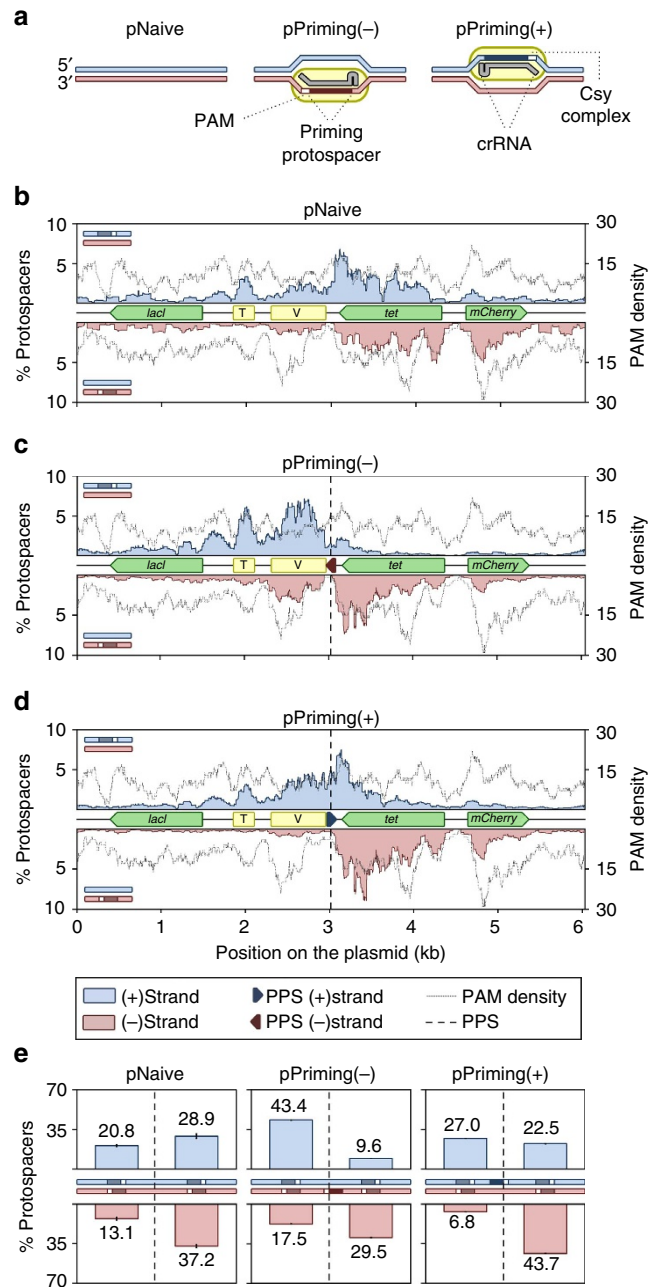 a
pNaive
pPriming(−)
pPriming(+)
5′
3′
PAM
Priming
protospacer
crRNA
Csy
complex
b
pNaive
10
5
5
10
% Protospacers
30
15
15
30
PAM density
lacI
T
V
tet
mCherry
c
pPriming(−)
10
5
5
10
% Protospacers
30
15
15
30
PAM density
lacI
T
V
tet
mCherry
d
pPriming(+)
10
5
5
10
% Protospacers
30
15
15
30
PAM density
lacI
T
V
tet
mCherry
0 1 2 3 4 5 6
Position on the plasmid (kb)
(+)Strand
PPS (+)strand
PAM density
(−)Strand
PPS (−)strand
PPS
e
pNaive
pPriming(−)
pPriming(+)
70
35
35
70
% Protospacers
20.8
28.9
13.1
37.2
43.4
9.6
17.5
29.5
27.0
22.5
6.8
43.7